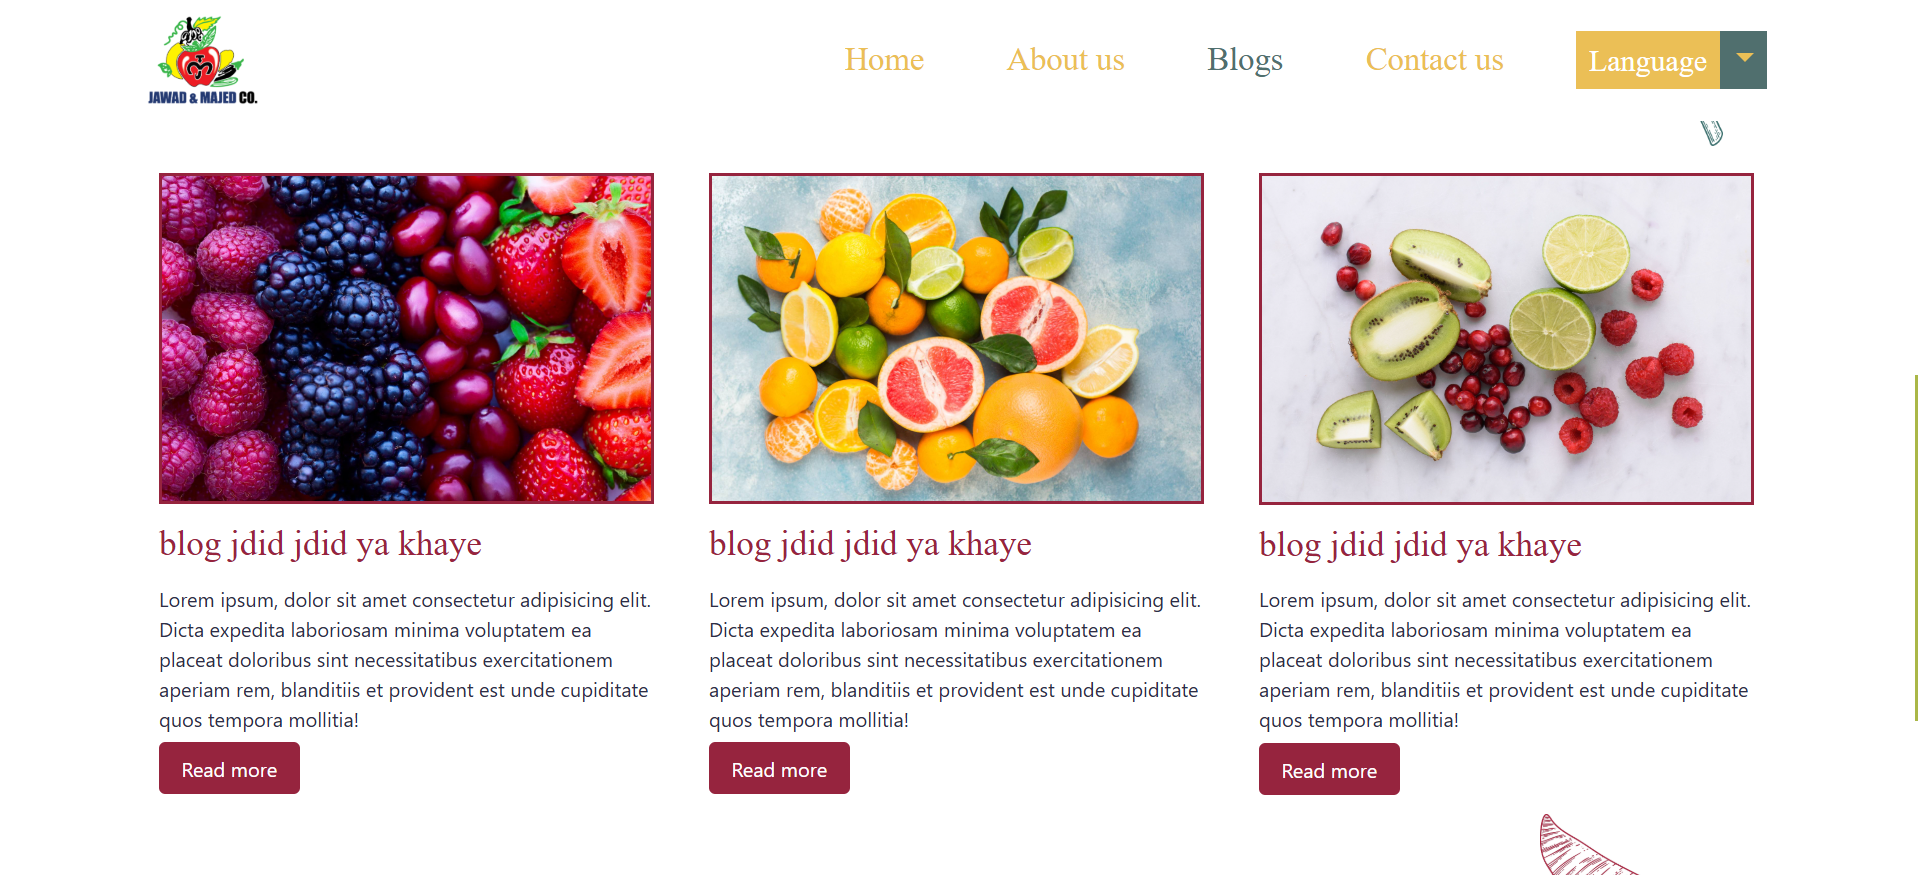 JAWAD & MAJED CO.
Home
About us
Blogs
Contact us
Language
blog jdid jdid ya khaye
Lorem ipsum, dolor sit amet consectetur adipisicing elit.
Dicta expedita laboriosam minima voluptatem ea
placeat doloribus sint necessitatibus exercitationem
aperiam rem, blanditiis et provident est unde cupiditate
quos tempora mollitia!
Read more
blog jdid jdid ya khaye
Lorem ipsum, dolor sit amet consectetur adipisicing elit.
Dicta expedita laboriosam minima voluptatem ea
placeat doloribus sint necessitatibus exercitationem
aperiam rem, blanditiis et provident est unde cupiditate
quos tempora mollitia!
Read more
blog jdid jdid ya khaye
Lorem ipsum, dolor sit amet consectetur adipisicing elit.
Dicta expedita laboriosam minima voluptatem ea
placeat doloribus sint necessitatibus exercitationem
aperiam rem, blanditiis et provident est unde cupiditate
quos tempora mollitia!
Read more